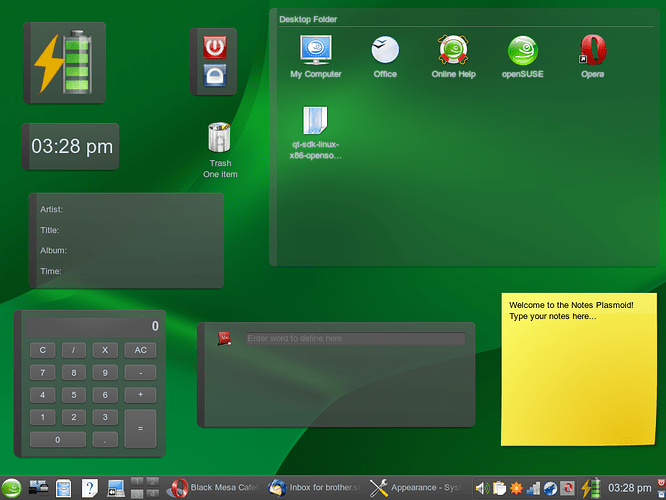 Desktop Folder
My Computer
Office
Online Help
openSUSE
Opera
qt-sdk-linux-
x86-openso...
03:28 pm
Trash
One item
Artist:
Title:
Album:
Time:
0
C / X AC
7 8 9 -
4 5 6 +
1 2 3 =
0 .
Enter word to define here
Welcome to the Notes Plasmoid!
Type your notes here...
Black Mesa Cafe
Inbox for brother.s
Appearance - Sys
03:28 pm